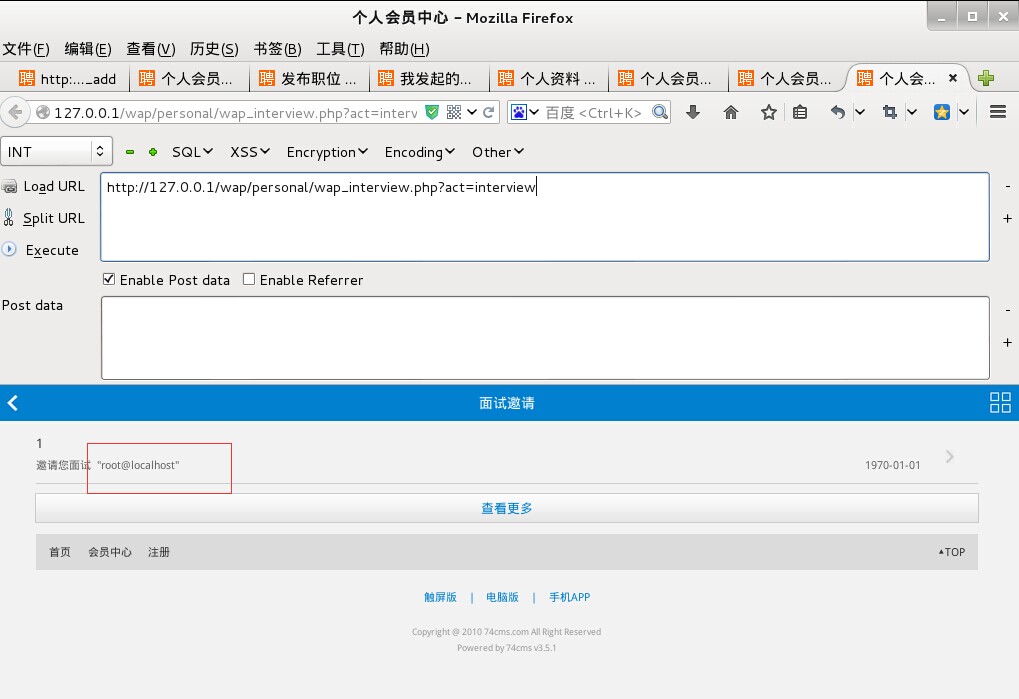 个人会员中心 - Mozilla Firefox
文件(F) 编辑(E) 查看(V) 历史(S) 书签(B) 工具(T) 帮助(H)
聘 http:..._add 聘 个人会员... 聘 发布职位 ... 聘 我发起的... 聘 个人资料 ... 聘 个人会员... 聘 个人会员... 聘 个人会...
127.0.0.1/wap/personal/wap_interview.php?act=interv 百度 <Ctrl+K>
INT SQL XSS Encryption Encoding Other
Load URL http://127.0.0.1/wap/personal/wap_interview.php?act=interview
Split URL
Execute
Enable Post data Enable Referrer
Post data
面试邀请
1
邀请您面试 "root@localhost" 1970-01-01
查看更多
首页 会员中心 注册 TOP
触屏版 | 电脑版 | 手机APP
Copyright @ 2010 74cms.com All Right Reserved
Powered by 74cms v3.5.1